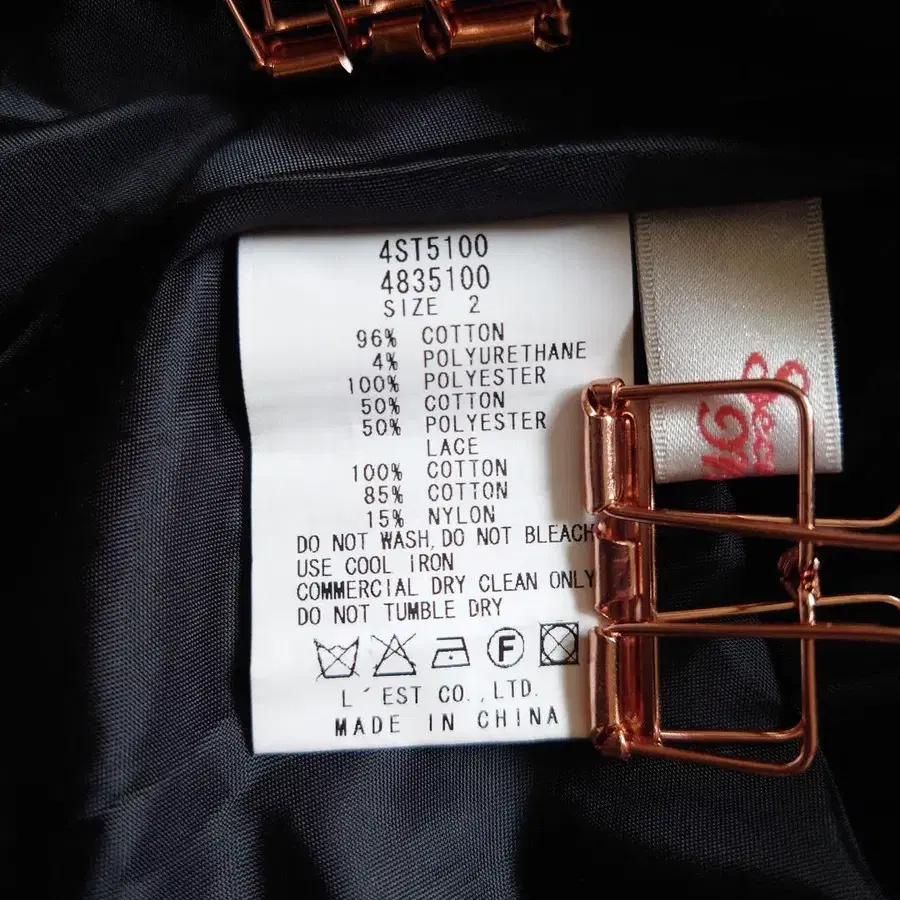 4ST5100
4835100
SIZE 2
96% COTTON
4% POLYURETHANE
100% POLYESTER
50% COTTON
50% POLYESTER
LACE
100% COTTON
85% COTTON
15% NYLON
DO NOT WASH, DO NOT BLEACH
USE COOL IRON
COMMERCIAL DRY CLEAN ONLY
DO NOT TUMBLE DRY
F
L'EST CO.,LTD.
MADE IN CHINA